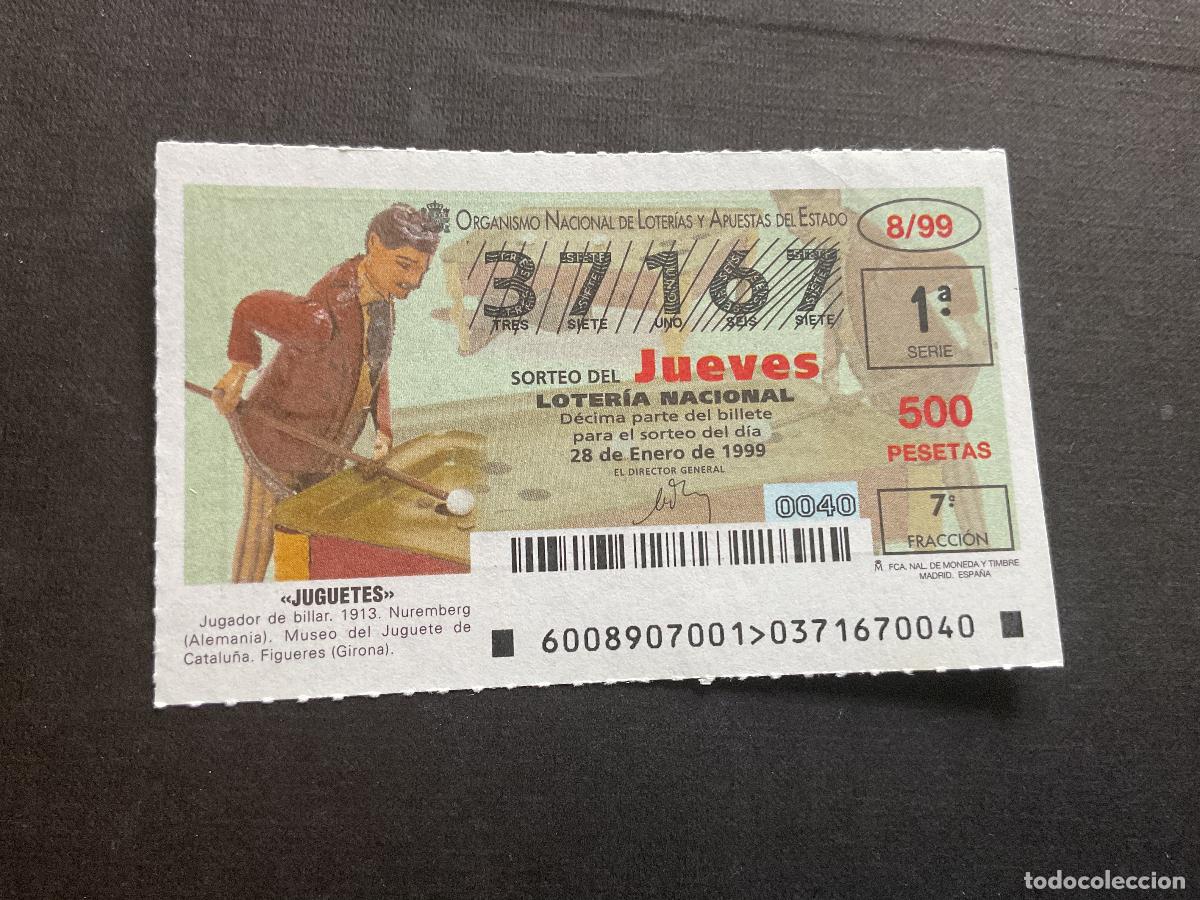 ORGANISMO NACIONAL DE LOTERÍAS Y APUESTAS DEL ESTADO
8/99
37167
TRES SIETE UNO SEIS SIETE
1ª
SERIE
SORTEO DEL Jueves
LOTERÍA NACIONAL
Décima parte del billete
para el sorteo del día
28 de Enero de 1999
EL DIRECTOR GENERAL
500
PESETAS
0040
7ª
FRACCIÓN
FCA. NAL. DE MONEDA Y TIMBRE
MADRID. ESPAÑA
«JUGUETES»
Jugador de billar. 1913. Nuremberg
(Alemania). Museo del Juguete de
Cataluña. Figueres (Girona).
6008907001>0371670040
todocoleccion